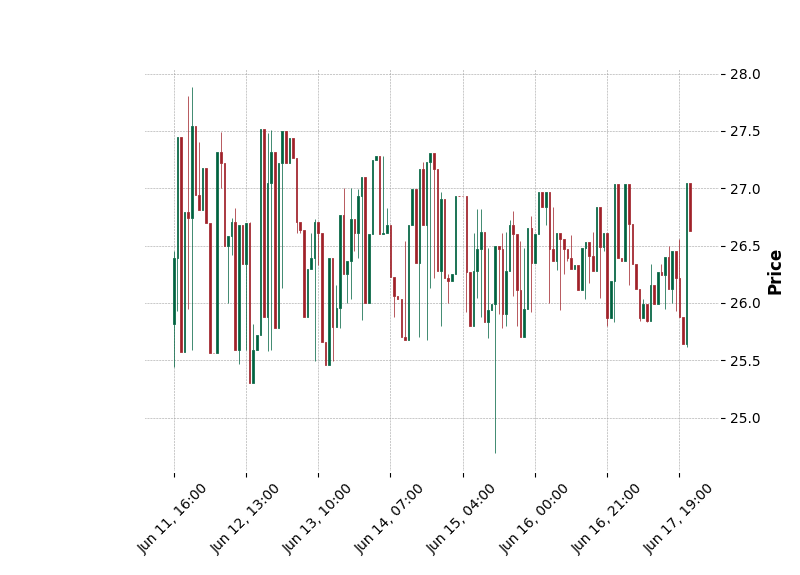 28.0
27.5
27.0
26.5
26.0
25.5
25.0
Price
Jun 11, 16:00
Jun 12, 13:00
Jun 13, 10:00
Jun 14, 07:00
Jun 15, 04:00
Jun 16, 00:00
Jun 16, 21:00
Jun 17, 19:00